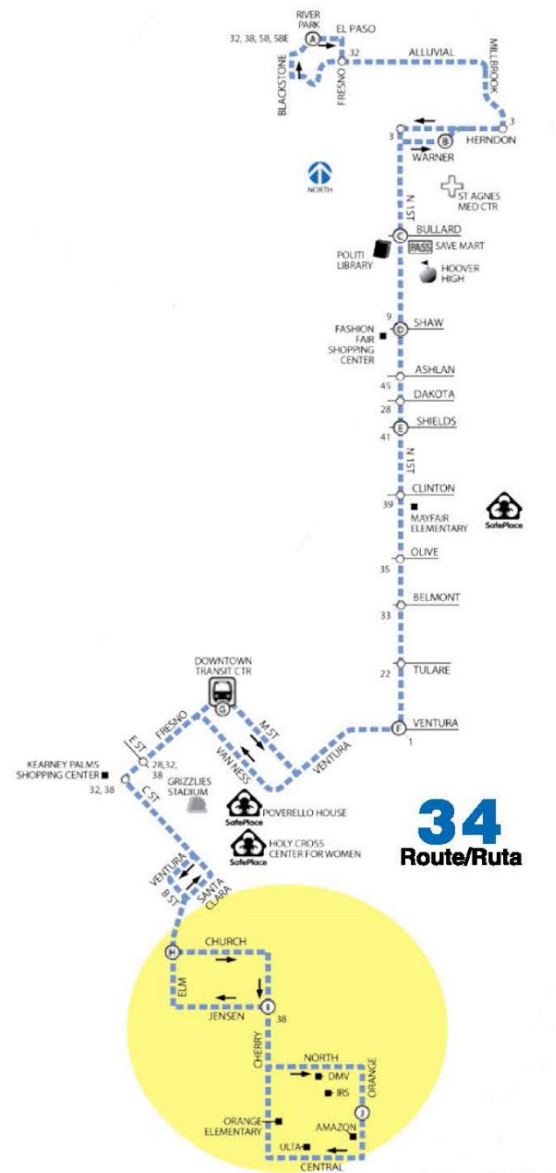 RIVER
PARK
A
EL PASO
32, 38, 58, 58E
32
ALLUVIAL
BLACKSTONE
FRESNO
MILLBROOK
3
3
HERNDON
B
WARNER
NORTH
ST AGNES
MED CTR
N 1ST
BULLARD
C
PASS SAVE MART
POLITI
LIBRARY
HOOVER
HIGH
9
SHAW
D
FASHION
FAIR
SHOPPING
CENTER
ASHLAN
45
DAKOTA
28
SHIELDS
E
41
N 1ST
CLINTON
39
MAYFAIR
ELEMENTARY
SafePlace
OLIVE
35
BELMONT
33
TULARE
22
VENTURA
F
1
DOWNTOWN
TRANSIT CTR
G
M ST
FRESNO
VAN NESS
VENTURA
E ST
28,32,
38
KEARNEY PALMS
SHOPPING CENTER
32, 38
C ST
GRIZZLIES
STADIUM
POVERELLO HOUSE
SafePlace
HOLY CROSS
CENTER FOR WOMEN
SafePlace
34
Route/Ruta
VENTURA
B ST
SANTA
CLARA
H
CHURCH
ELM
JENSEN
I
38
CHERRY
NORTH
ORANGE
DMV
IRS
J
ORANGE
ELEMENTARY
AMAZON
ULTA
CENTRAL